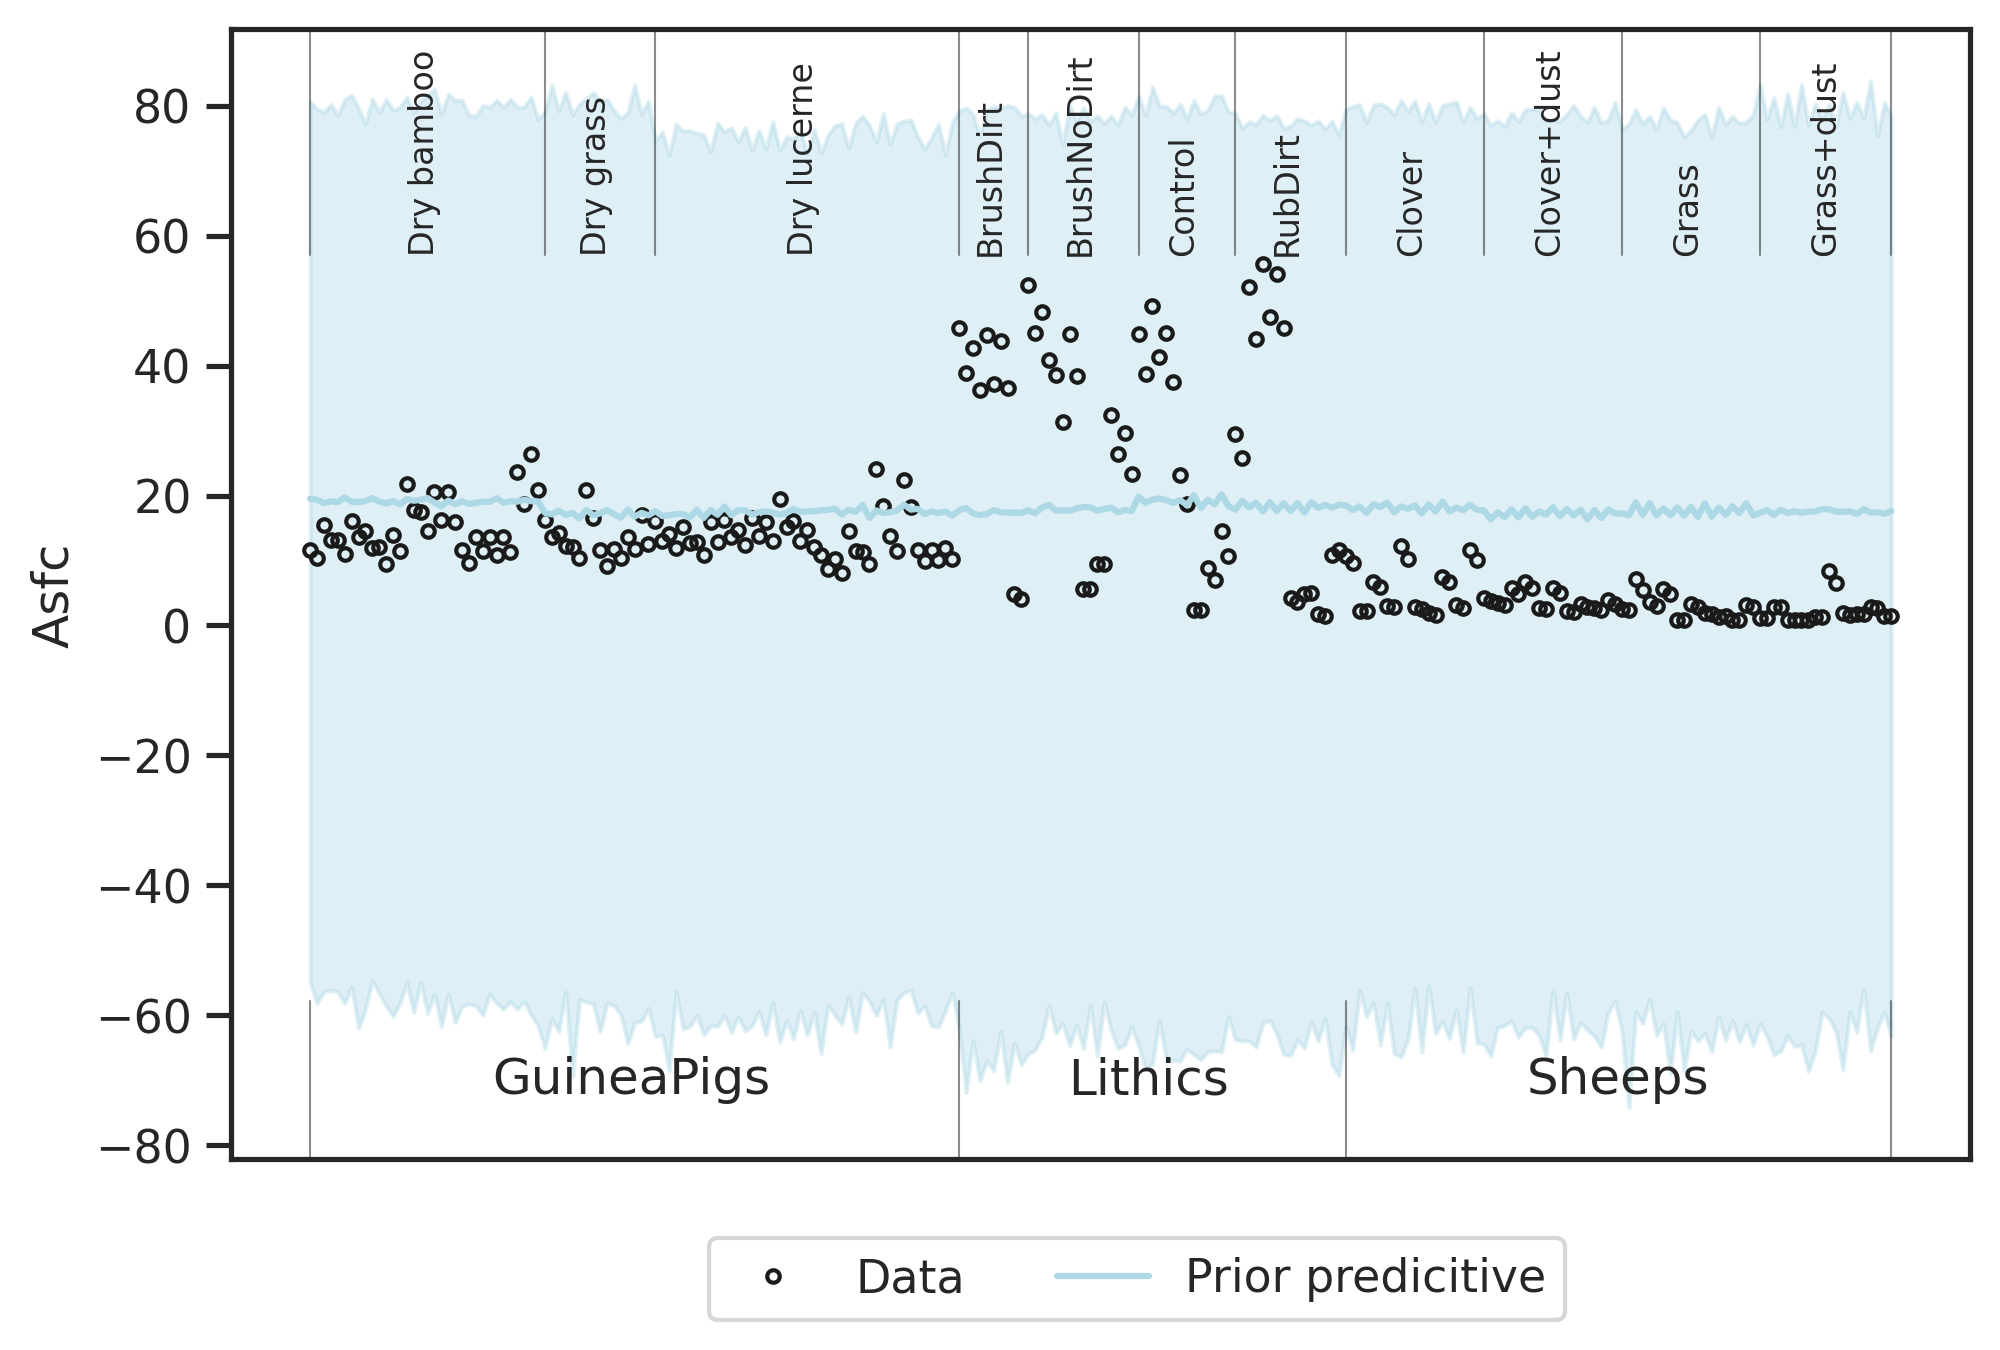 80
60
40
20
0
−20
−40
−60
−80
Asfc
Dry bamboo
Dry grass
Dry lucerne
BrushDirt
BrushNoDirt
Control
RubDirt
Clover
Clover+dust
Grass
Grass+dust
GuineaPigs
Lithics
Sheeps
Data
Prior predicitive